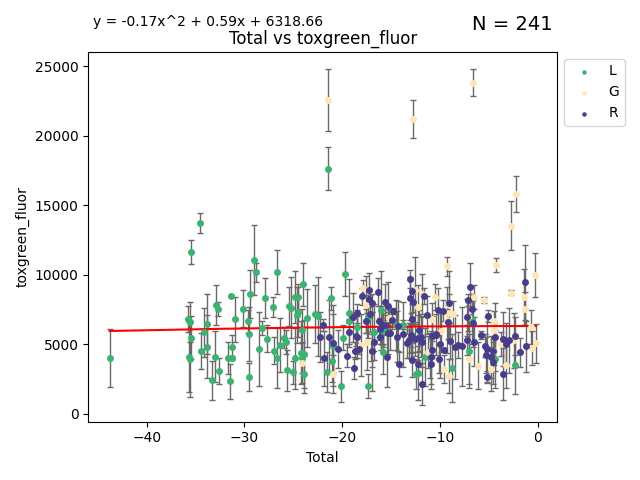 y = -0.17x^2 + 0.59x + 6318.66
N = 241
Total vs toxgreen_fluor
25000
20000
15000
10000
5000
0
toxgreen_fluor
−40
−30
−20
−10
0
Total
L
G
R